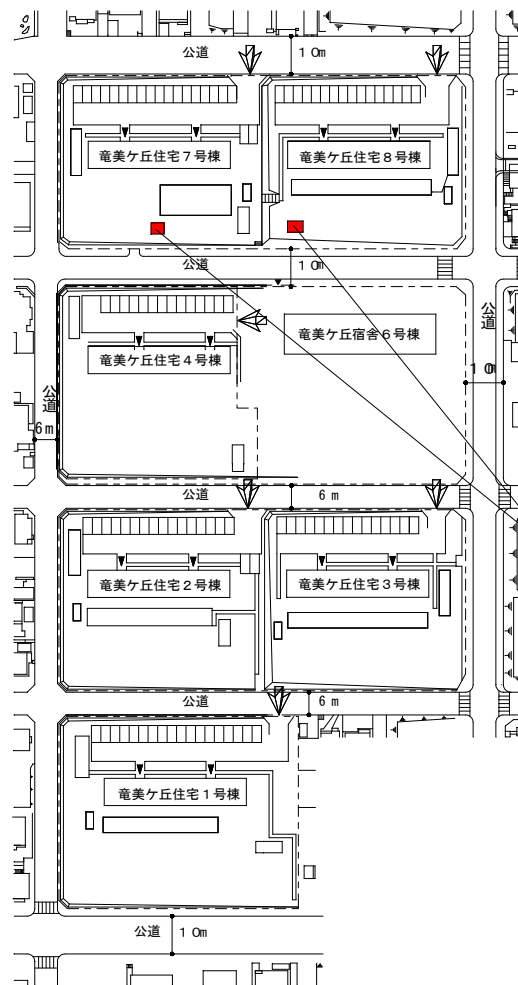 公道
１０ｍ
竜美ケ丘住宅７号棟
竜美ケ丘住宅８号棟
公道
１０ｍ
竜美ケ丘宿舎６号棟
公道
竜美ケ丘住宅４号棟
１０ｍ
公道
６ｍ
公道
６ｍ
竜美ケ丘住宅２号棟
竜美ケ丘住宅３号棟
公道
６ｍ
竜美ケ丘住宅１号棟
公道
１０ｍ